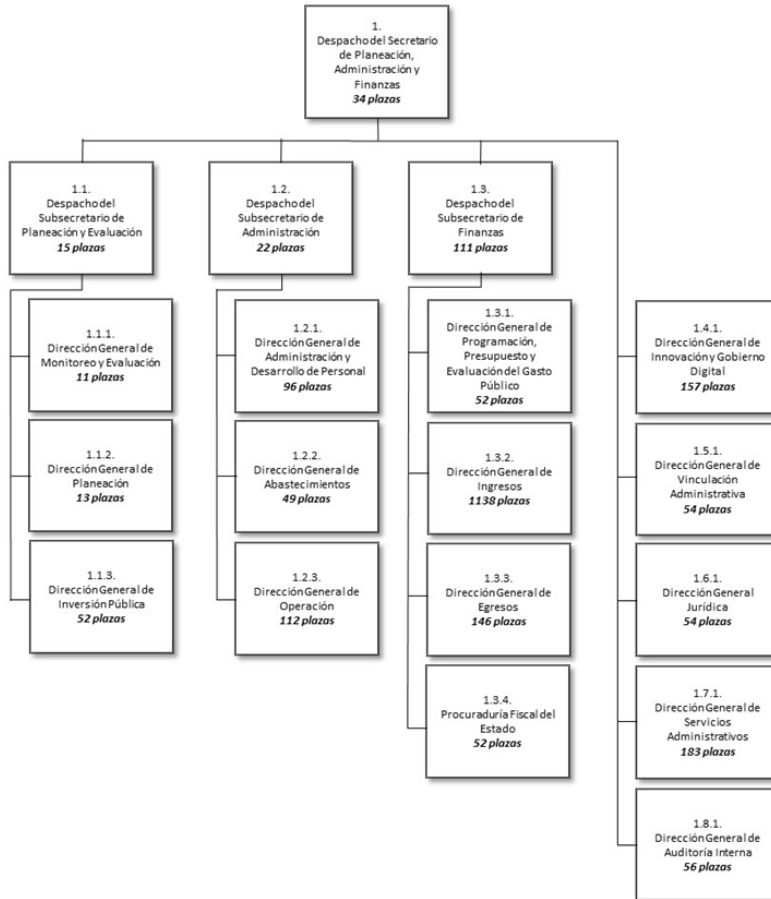 1.
Despacho del Secretario
de Planeación,
Administración y
Finanzas
34 plazas
1.1.
Despacho del
Subsecretario de
Planeación y Evaluación
15 plazas
1.2.
Despacho del
Subsecretario de
Administración
22 plazas
1.3.
Despacho del
Subsecretario de
Finanzas
111 plazas
1.1.1.
Dirección General de
Monitoreo y Evaluación
11 plazas
1.1.2.
Dirección General de
Planeación
13 plazas
1.1.3.
Dirección General de
Inversión Pública
52 plazas
1.2.1.
Dirección General de
Administración y
Desarrollo de Personal
96 plazas
1.2.2.
Dirección General de
Abastecimientos
49 plazas
1.2.3.
Dirección General de
Operación
112 plazas
1.3.1.
Dirección General de
Programación,
Presupuesto y
Evaluación del Gasto
Público
52 plazas
1.3.2.
Dirección General de
Ingresos
1138 plazas
1.3.3.
Dirección General de
Egresos
146 plazas
1.3.4.
Procuraduría Fiscal del
Estado
52 plazas
1.4.1.
Dirección General de
Innovación y Gobierno
Digital
157 plazas
1.5.1.
Dirección General de
Vinculación
Administrativa
54 plazas
1.6.1.
Dirección General
Jurídica
54 plazas
1.7.1.
Dirección General de
Servicios
Administrativos
183 plazas
1.8.1.
Dirección General de
Auditoría Interna
56 plazas